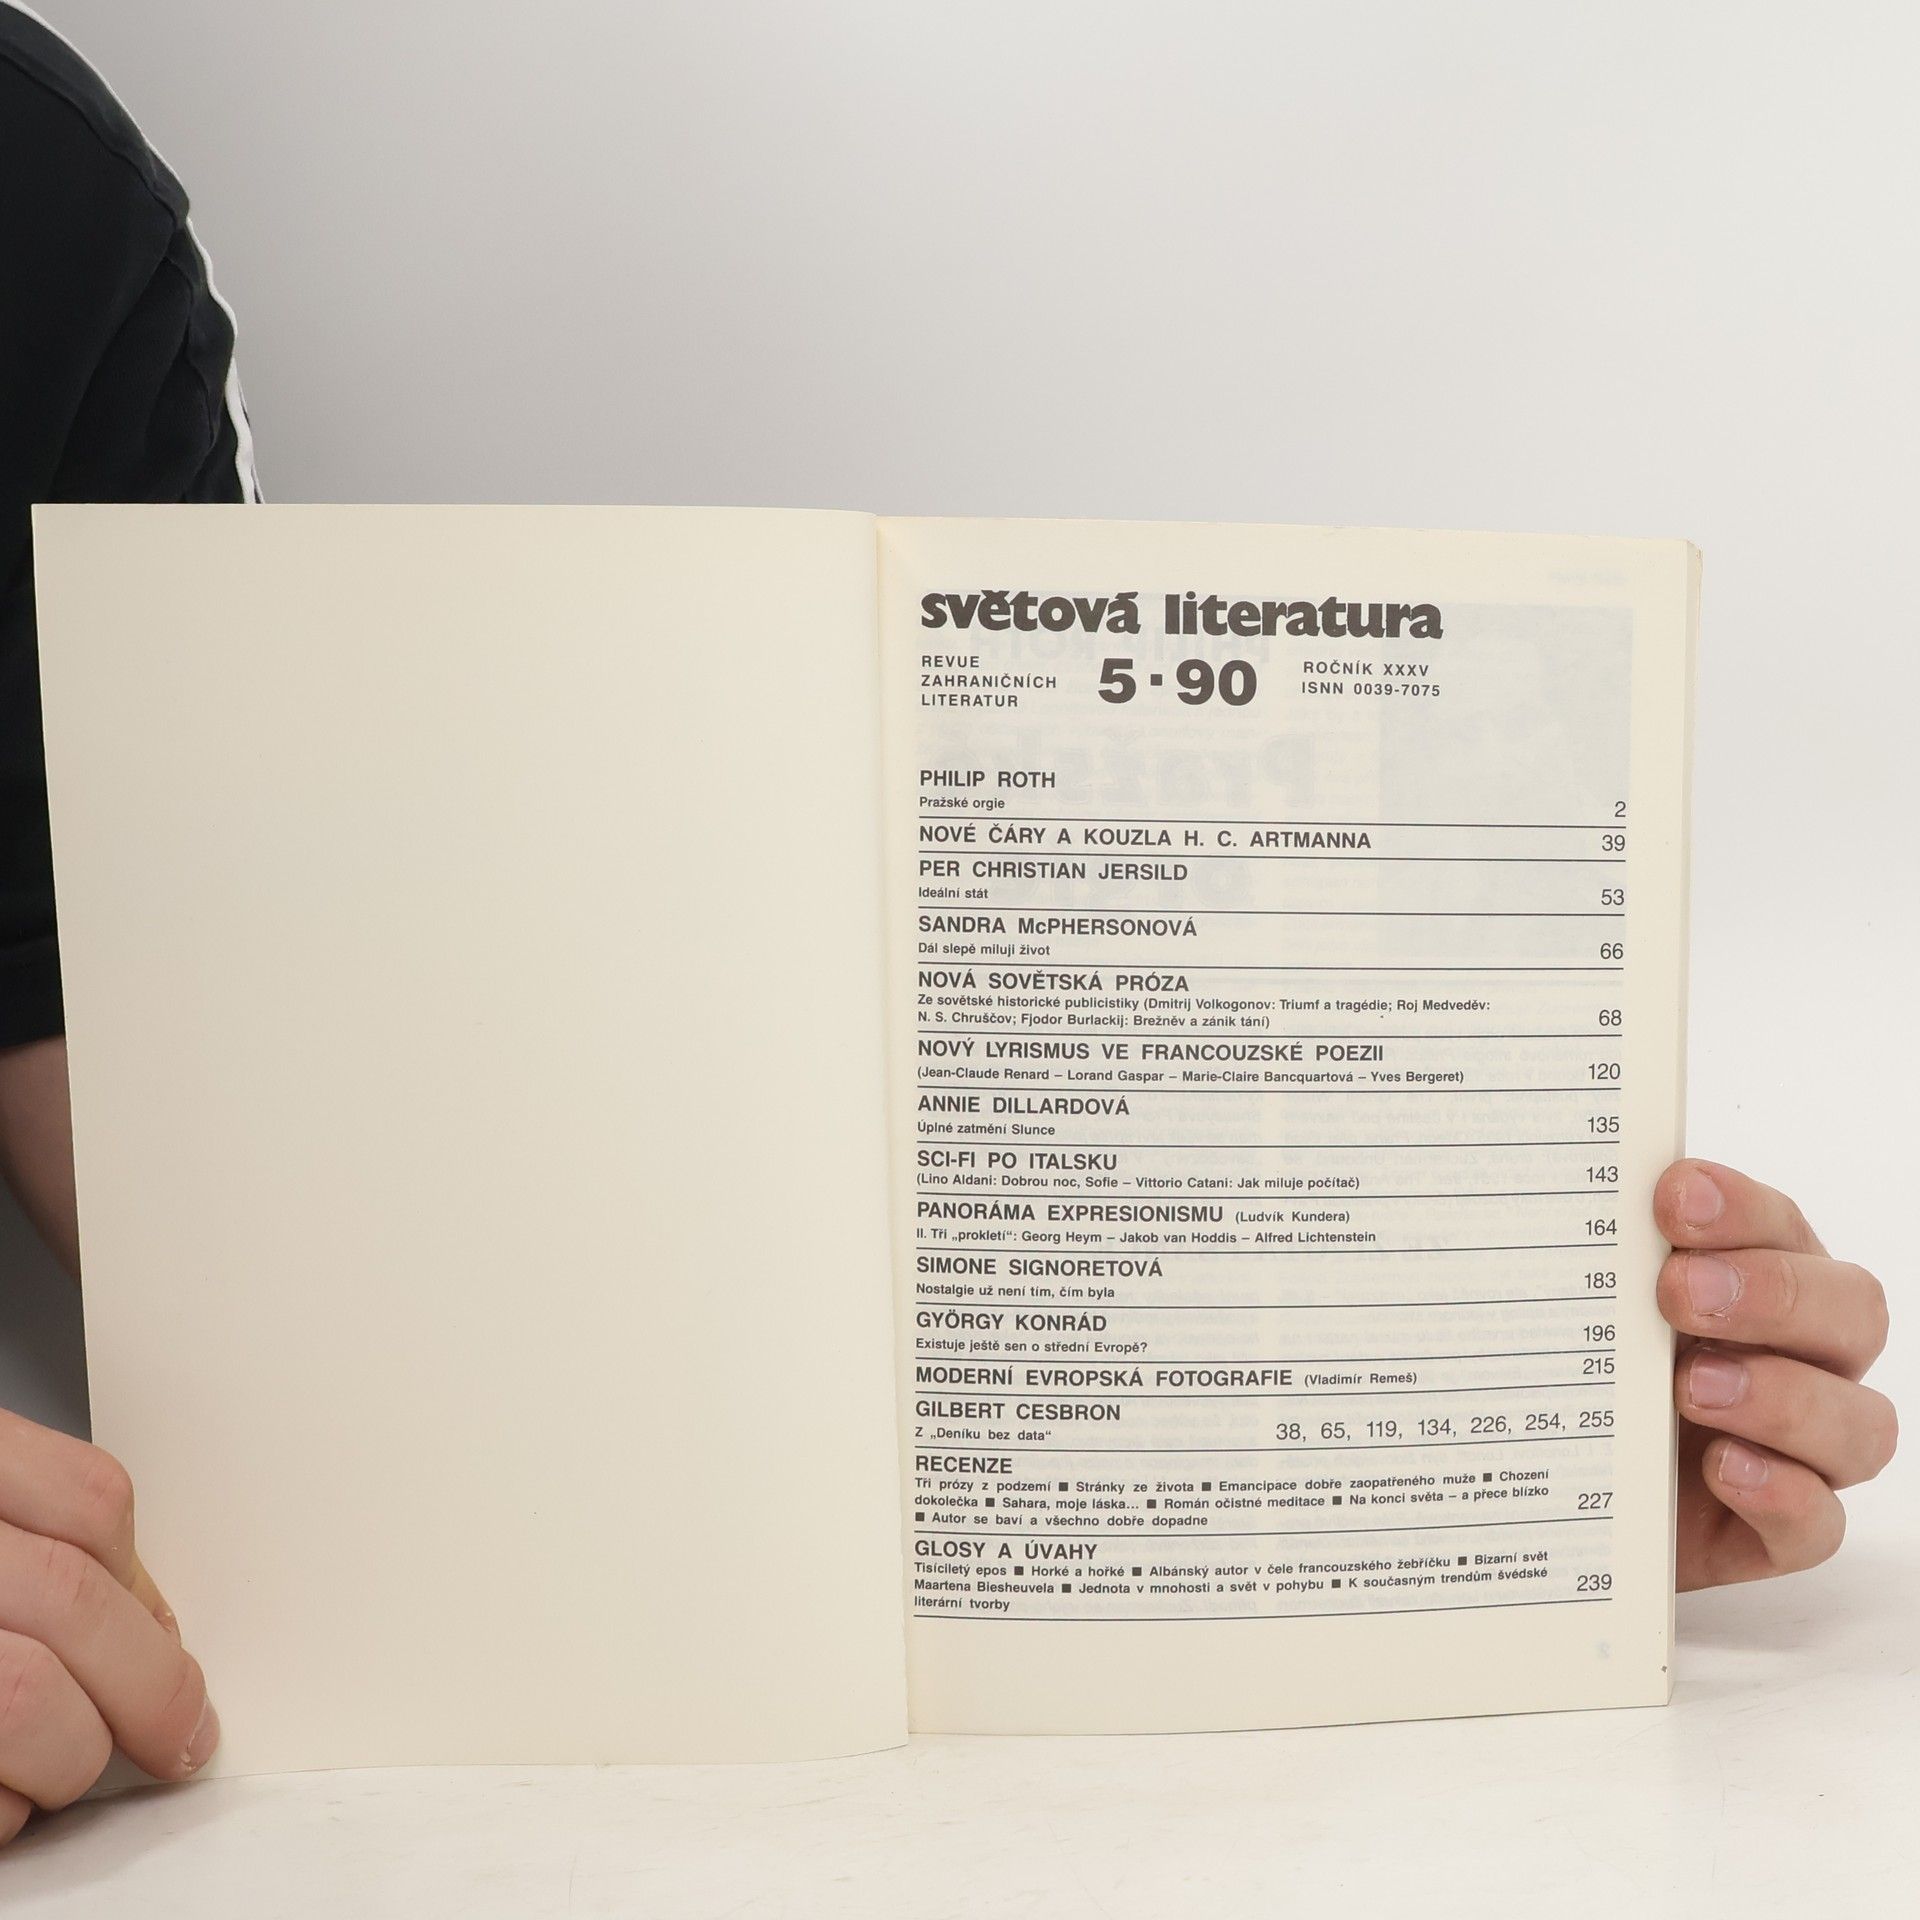 světová literatura
REVUE
ZAHRANIČNÍCH
LITERATUR
5·90
ROČNÍK XXXV
ISNN 0039-7075
PHILIP ROTH
Pražské orgie 2
NOVÉ ČÁRY A KOUZLA H. C. ARTMANNA 39
PER CHRISTIAN JERSILD
Ideální stát 53
SANDRA McPHERSONOVÁ
Dál slepě miluji život 66
NOVÁ SOVĚTSKÁ PRÓZA
Ze sovětské historické publicistiky (Dmitrij Volkogonov: Triumf a tragédie; Roj Medveděv:
N. S. Chruščov; Fjodor Burlackij: Brežněv a zánik tání) 68
NOVÝ LYRISMUS VE FRANCOUZSKÉ POEZII
(Jean-Claude Renard – Lorand Gaspar – Marie-Claire Bancquartová – Yves Bergeret) 120
ANNIE DILLARDOVÁ
Úplné zatmění Slunce 135
SCI-FI PO ITALSKU
(Lino Aldani: Dobrou noc, Sofie – Vittorio Catani: Jak miluje počítač) 143
PANORÁMA EXPRESIONISMU (Ludvík Kundera)
II. Tři „prokletí“: Georg Heym – Jakob van Hoddis – Alfred Lichtenstein 164
SIMONE SIGNORETOVÁ
Nostalgie už není tím, čím byla 183
GYÖRGY KONRÁD
Existuje ještě sen o střední Evropě? 196
MODERNÍ EVROPSKÁ FOTOGRAFIE (Vladimír Remeš) 215
GILBERT CESBRON
Z „Deníku bez data“ 38, 65, 119, 134, 226, 254, 255
RECENZE
Tři prózy z podzemí ■ Stránky ze života ■ Emancipace dobře zaopatřeného muže ■ Chození
dokolečka ■ Sahara, moje láska... ■ Román očistné meditace ■ Na konci světa – a přece blízko 227
■ Autor se baví a všechno dobře dopadne
GLOSY A ÚVAHY
Tisíciletý epos ■ Horké a hořké ■ Albánský autor v čele francouzského žebříčku ■ Bizarní svět
Maartena Biesheuvela ■ Jednota v mnohosti a svět v pohybu ■ K současným trendům švédské 239
literární tvorby